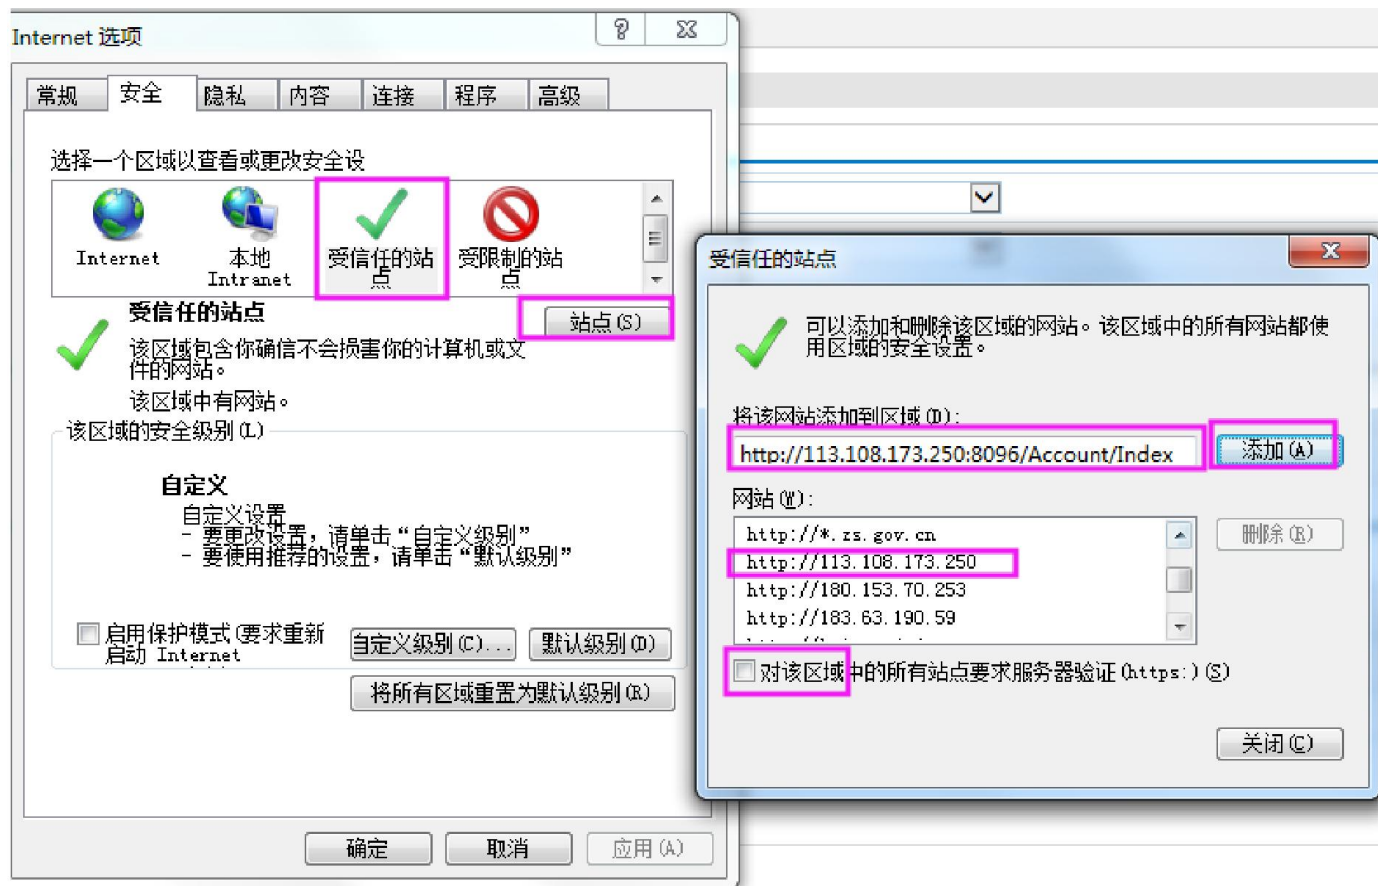 Internet 选项
常规 安全 隐私 内容 连接 程序 高级
选择一个区域以查看或更改安全设
Internet
本地
Intranet
受信任的站
点
受限制的站
点
受信任的站点
站点(S)
该区域包含你确信不会损害你的计算机或文
件的网站。
该区域中有网站。
该区域的安全级别(L)
自定义
自定义设置
- 要更改设置，请单击“自定义级别”
- 要使用推荐的设置，请单击“默认级别”
启用保护模式(要求重新
启动 Internet
自定义级别(C)... 默认级别(D)
将所有区域重置为默认级别(R)
确定 取消 应用(A)
受信任的站点
可以添加和删除该区域的网站。该区域中的所有网站都使
用区域的安全设置。
将该网站添加到区域(D):
http://113.108.173.250:8096/Account/Index 添加(A)
网站(W):
http://*.zs.gov.cn 删除(R)
http://113.108.173.250
http://180.153.70.253
http://183.63.190.59
对该区域中的所有站点要求服务器验证(https:)(S)
关闭(C)